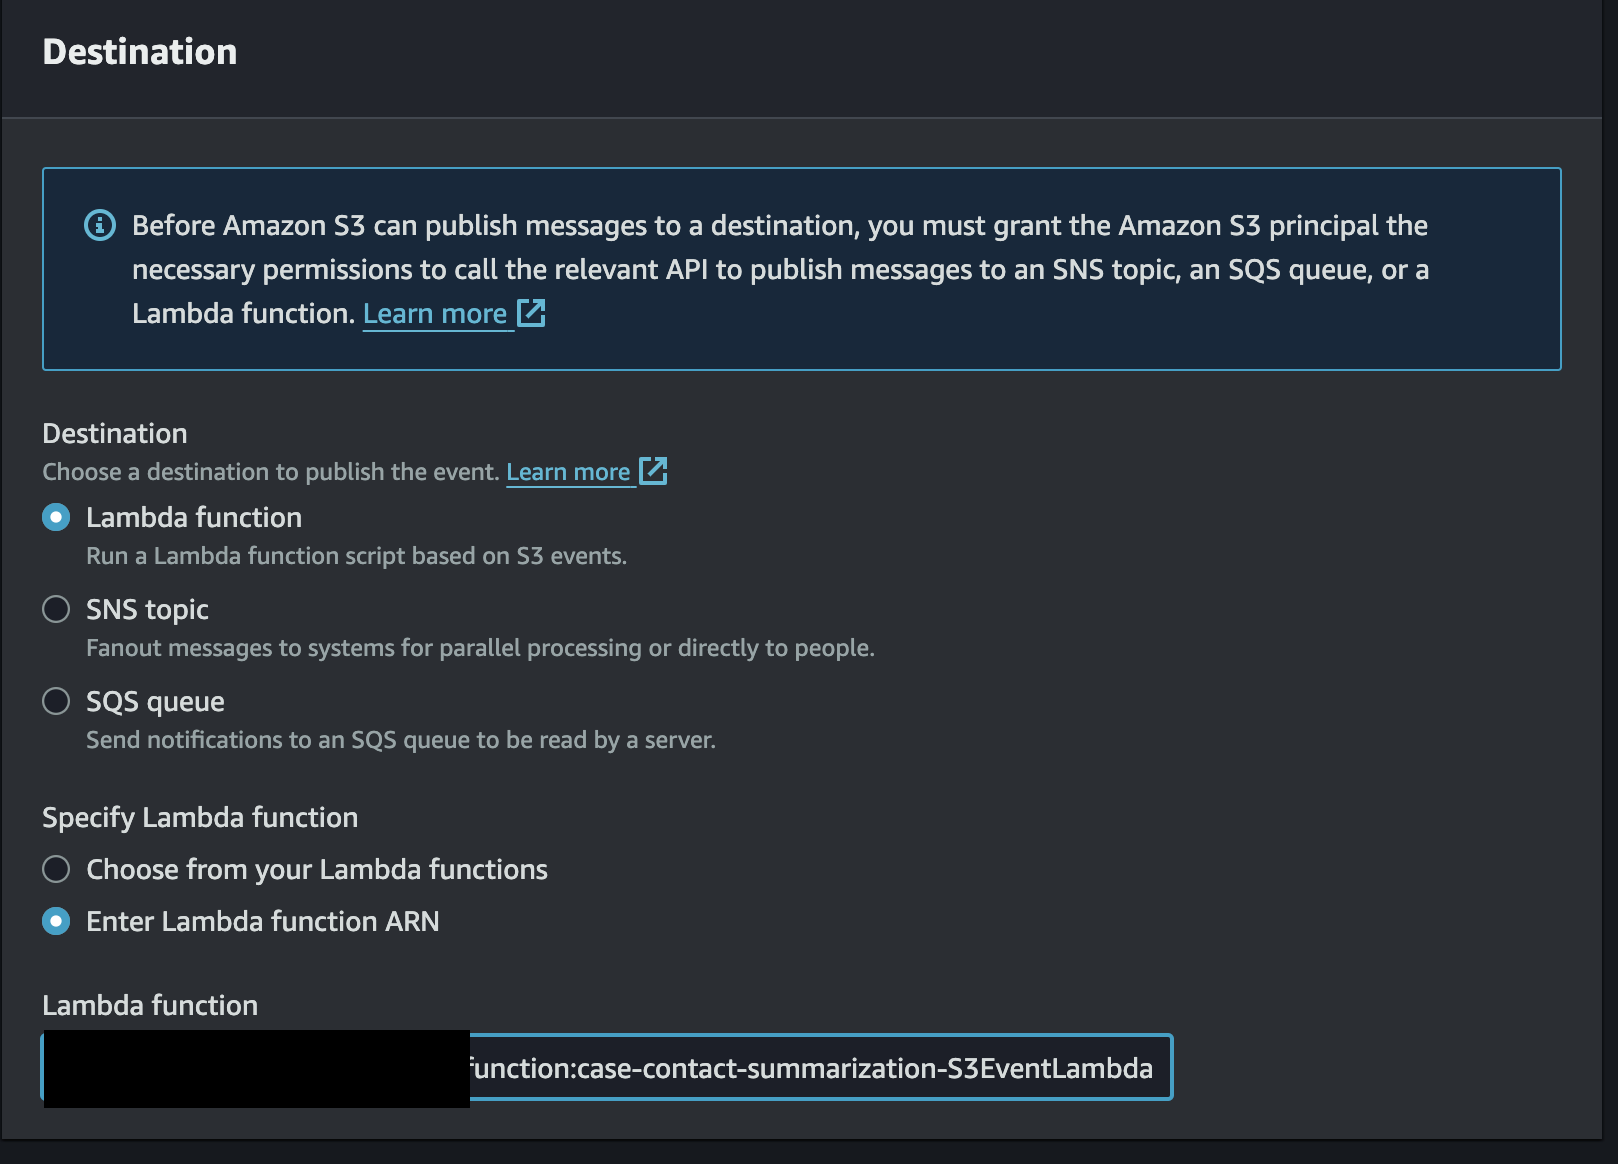 Destination
Before Amazon S3 can publish messages to a destination, you must grant the Amazon S3 principal the
necessary permissions to call the relevant API to publish messages to an SNS topic, an SQS queue, or a
Lambda function. Learn more
Destination
Choose a destination to publish the event. Learn more
Lambda function
Run a Lambda function script based on S3 events.
SNS topic
Fanout messages to systems for parallel processing or directly to people.
SQS queue
Send notifications to an SQS queue to be read by a server.
Specify Lambda function
Choose from your Lambda functions
Enter Lambda function ARN
Lambda function
function:case-contact-summarization-S3EventLambda